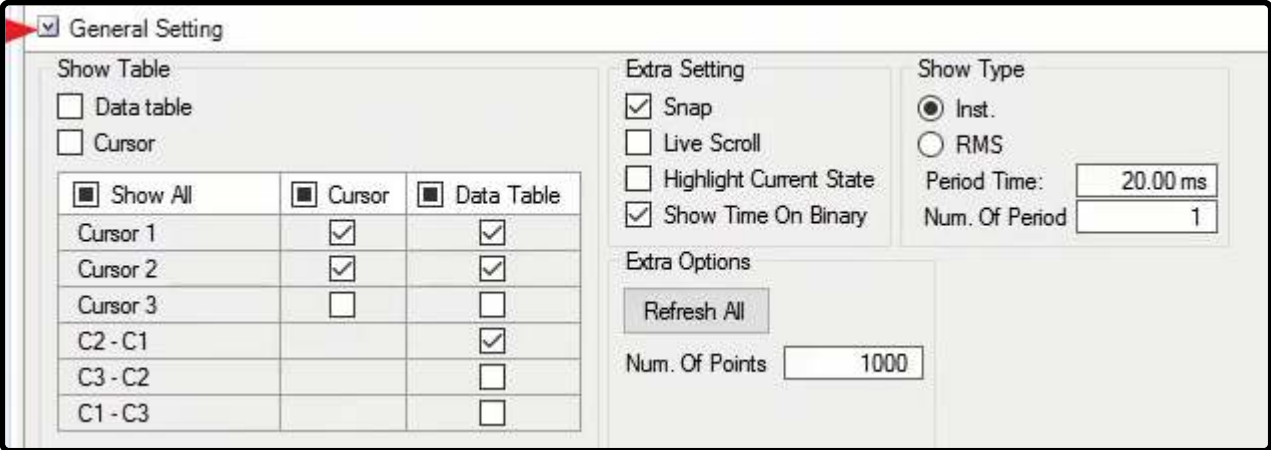 General Setting
Show Table
Data table
Cursor
Show All Cursor Data Table
Cursor 1
Cursor 2
Cursor 3
C2 - C1
C3 - C2
C1 - C3
Extra Setting
Snap
Live Scroll
Highlight Current State
Show Time On Binary
Show Type
Inst.
RMS
Period Time: 20.00 ms
Num. Of Period 1
Extra Options
Refresh All
Num. Of Points 1000